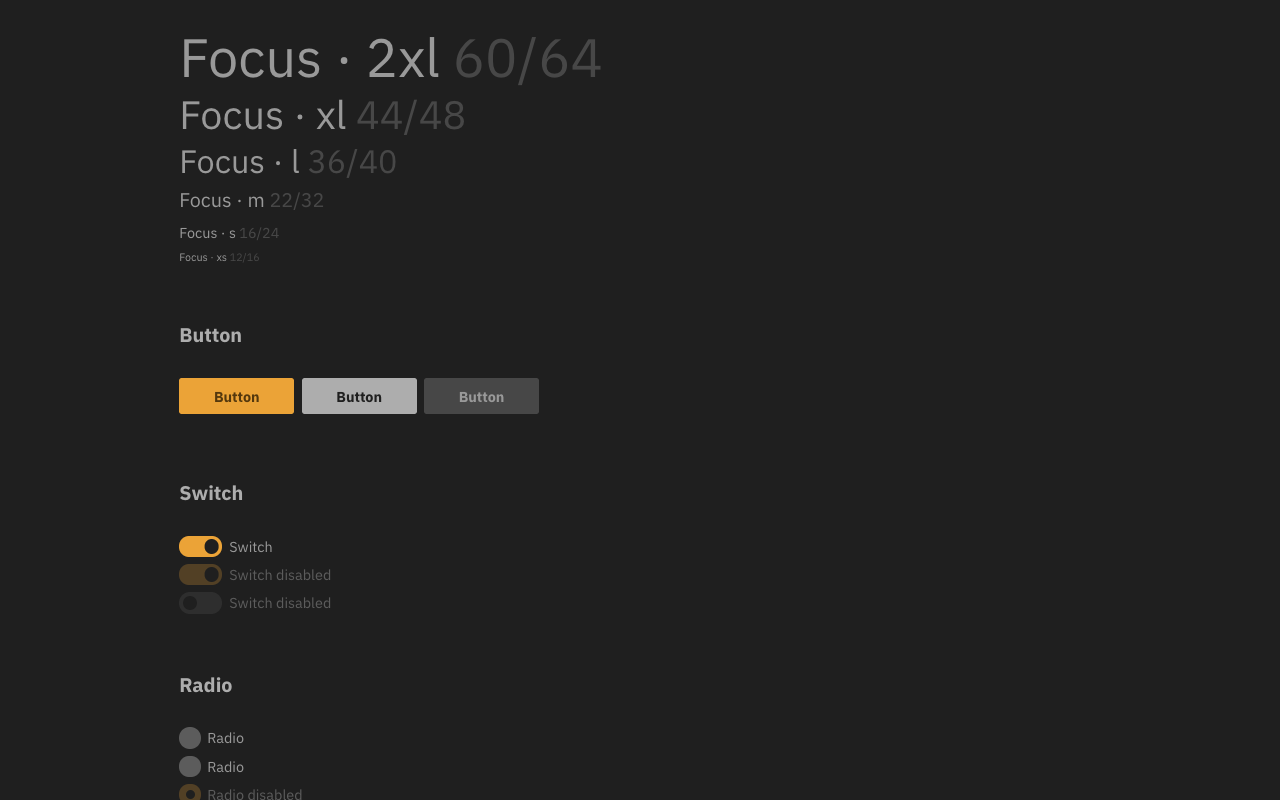 Focus · 2xl 60/64
Focus · xl 44/48
Focus · l 36/40
Focus · m 22/32
Focus · s 16/24
Focus · xs 12/16
Button
Button Button Button
Switch
Switch
Switch disabled
Switch disabled
Radio
Radio
Radio
Radio disabled